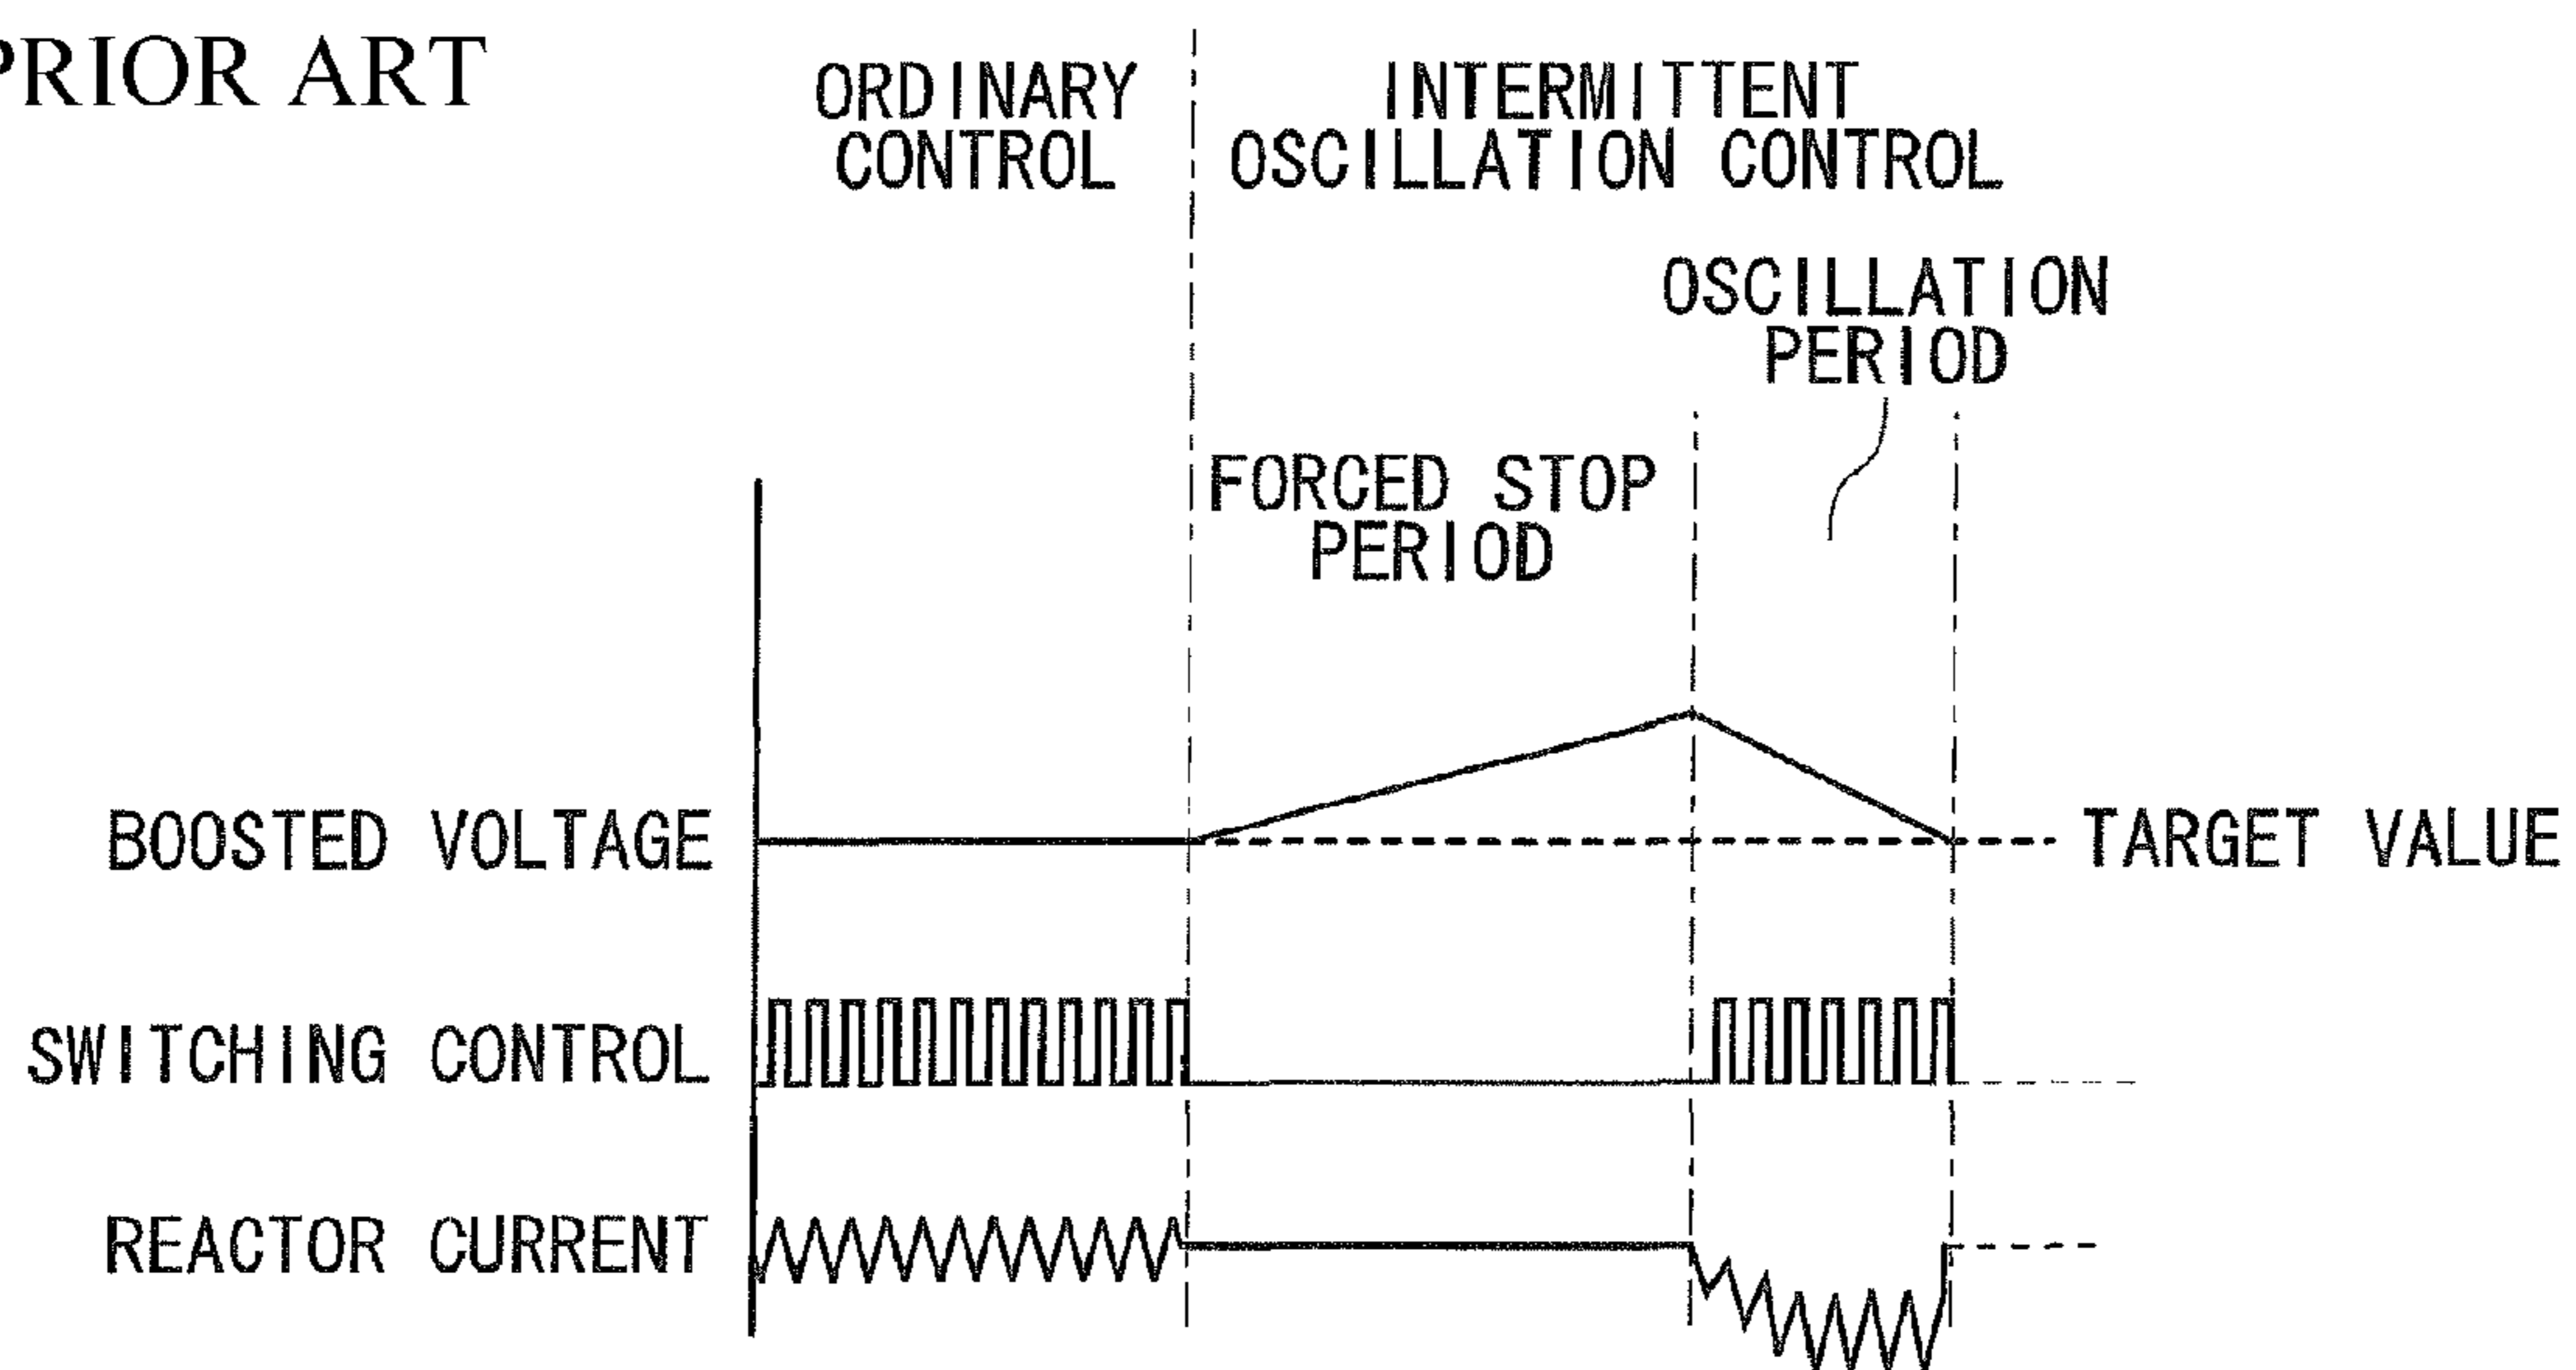 PRIOR ART
ORDINARY
CONTROL
INTERMITTENT
OSCILLATION CONTROL
OSCILLATION
PERIOD
FORCED STOP
PERIOD
BOOSTED VOLTAGE
TARGET VALUE
SWITCHING CONTROL
REACTOR CURRENT